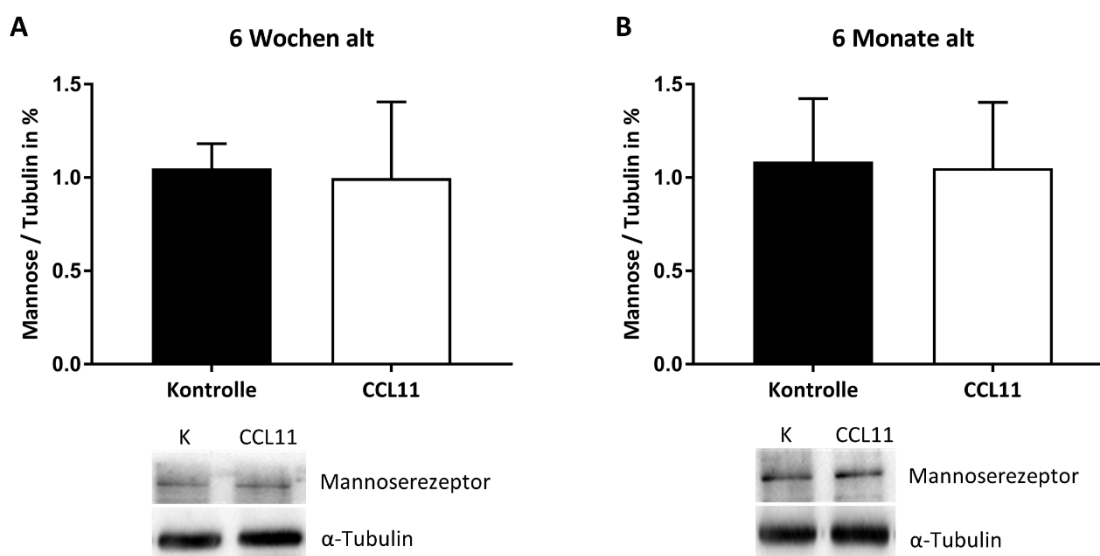 A
6 Wochen alt
Mannose / Tubulin in %
1.5
1.0
0.5
0.0
Kontrolle CCL11
K CCL11
Mannoserezeptor
α-Tubulin
B
6 Monate alt
Mannose / Tubulin in %
1.5
1.0
0.5
0.0
Kontrolle CCL11
K CCL11
Mannoserezeptor
α-Tubulin